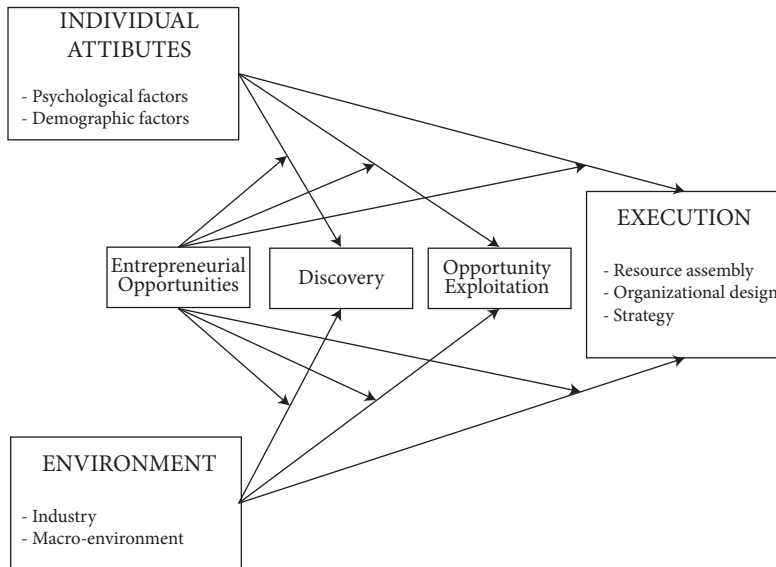 INDIVIDUAL
ATTIBUTES
- Psychological factors
- Demographic factors
Entrepreneurial
Opportunities
Discovery
Opportunity
Exploitation
EXECUTION
- Resource assembly
- Organizational design
- Strategy
ENVIRONMENT
- Industry
- Macro-environment